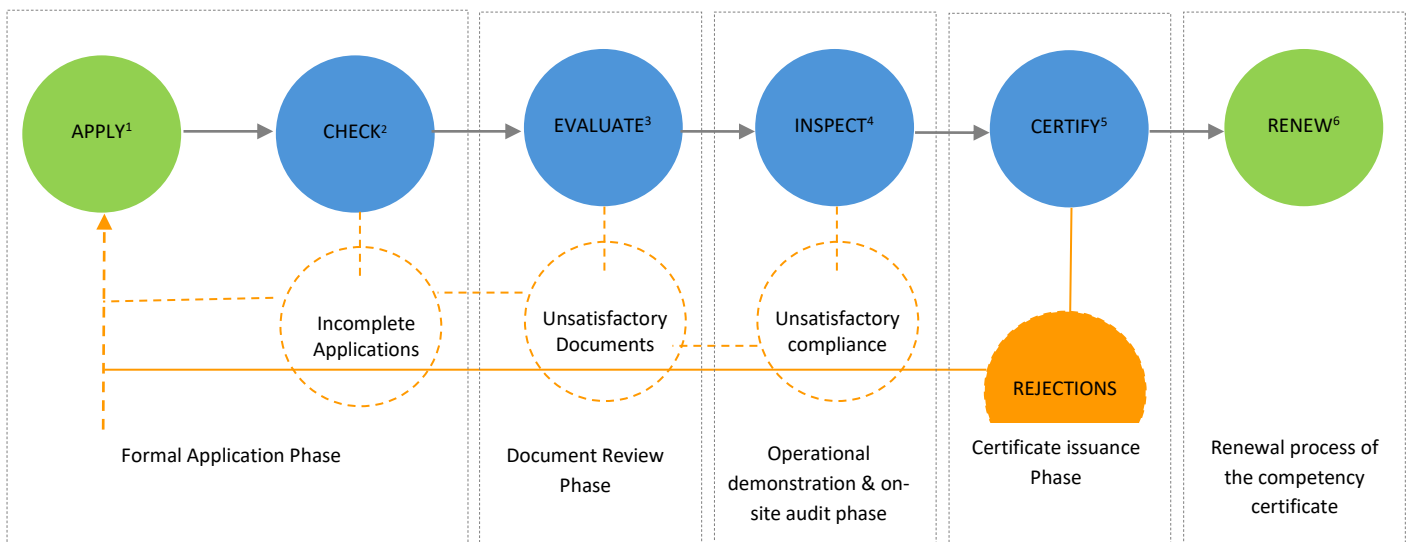 APPLY1
CHECK2
EVALUATE3
INSPECT4
CERTIFY5
RENEW6
Incomplete
Applications
Unsatisfactory
Documents
Unsatisfactory
compliance
REJECTIONS
Formal Application Phase
Document Review
Phase
Operational
demonstration & on-
site audit phase
Certificate issuance
Phase
Renewal process of
the competency
certificate